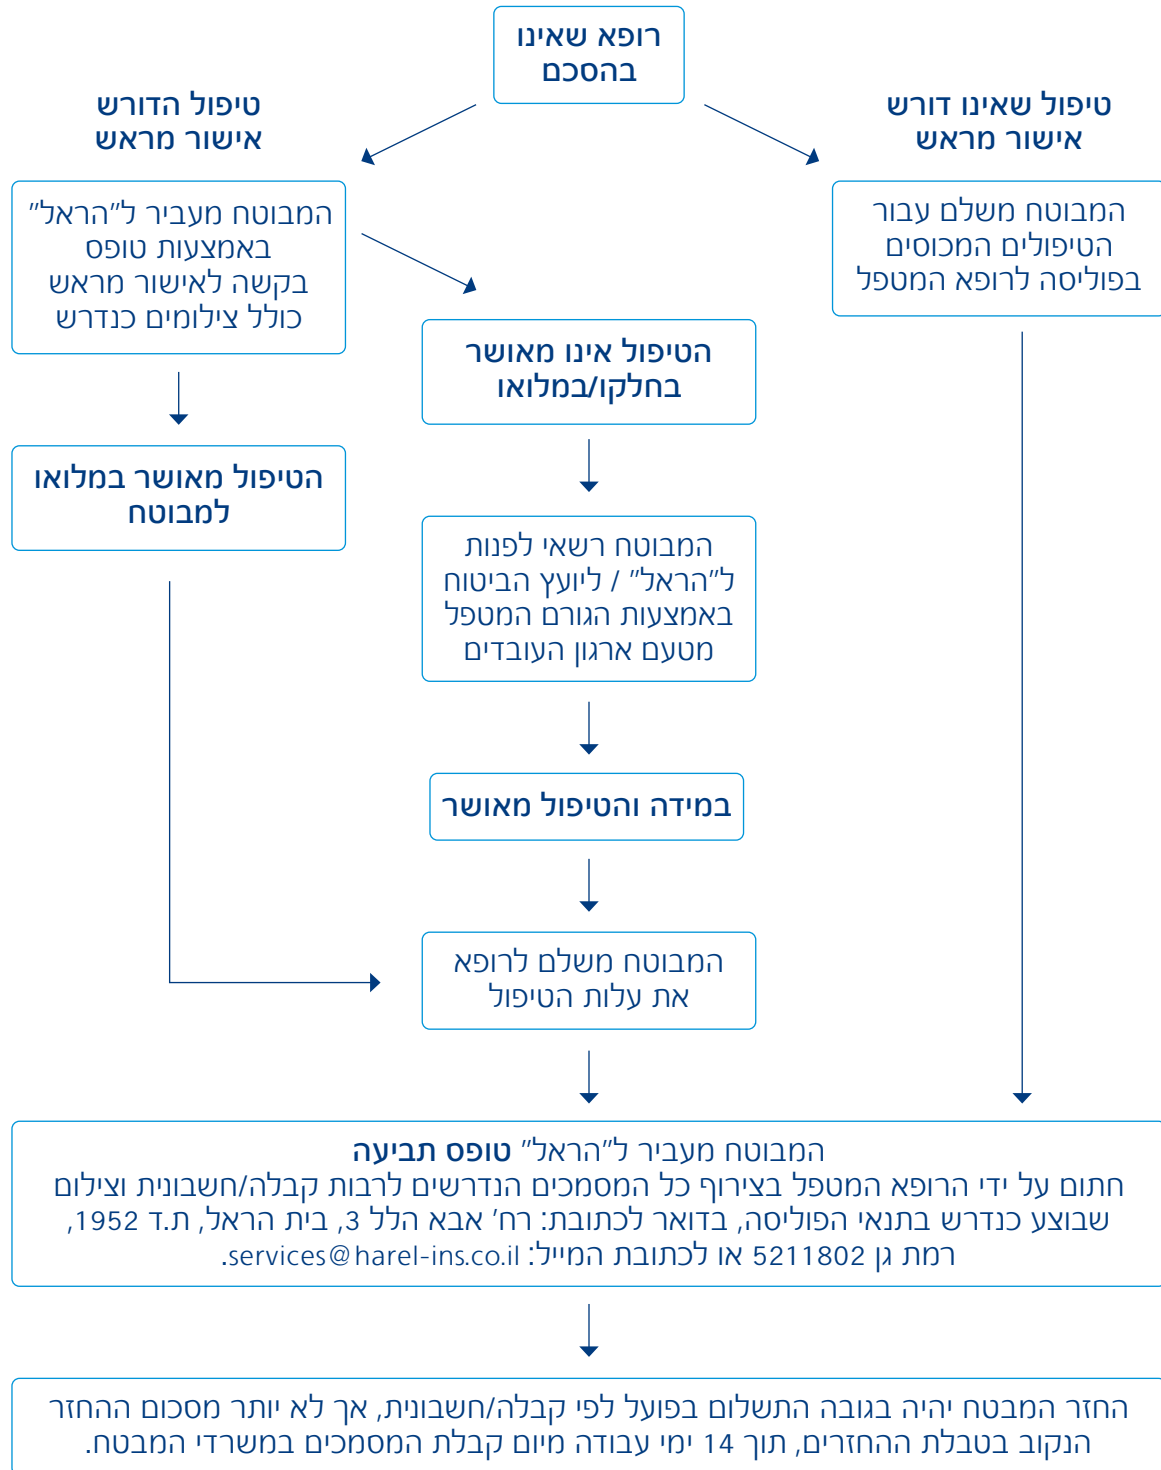 רופא שאינו
בהסכם
טיפול שאינו דורש
אישור מראש
טיפול הדורש
אישור מראש
המבוטח משלם עבור
הטיפולים המכוסים
בפוליסה לרופא המטפל
המבוטח מעביר ל"הראל"
באמצעות טופס
בקשה לאישור מראש
כולל צילומים כנדרש
הטיפול אינו מאושר
בחלקו/במלואו
הטיפול מאושר במלואו
למבוטח
המבוטח רשאי לפנות
ל"הראל" / ליועץ הביטוח
באמצעות הגורם המטפל
מטעם ארגון העובדים
במידה והטיפול מאושר
המבוטח משלם לרופא
את עלות הטיפול
המבוטח מעביר ל"הראל" טופס תביעה
חתום על ידי הרופא המטפל בצירוף כל המסמכים הנדרשים לרבות קבלה/חשבונית וצילום
שבוצע כנדרש בתנאי הפוליסה, בדואר לכתובת: רח' אבא הלל 3, בית הראל, ת.ד 1952,
רמת גן 5211802 או לכתובת המייל: services@harel-ins.co.il.
החזר המבטח יהיה בגובה התשלום בפועל לפי קבלה/חשבונית, אך לא יותר מסכום ההחזר
הנקוב בטבלת ההחזרים, תוך 14 ימי עבודה מיום קבלת המסמכים במשרדי המבטח.